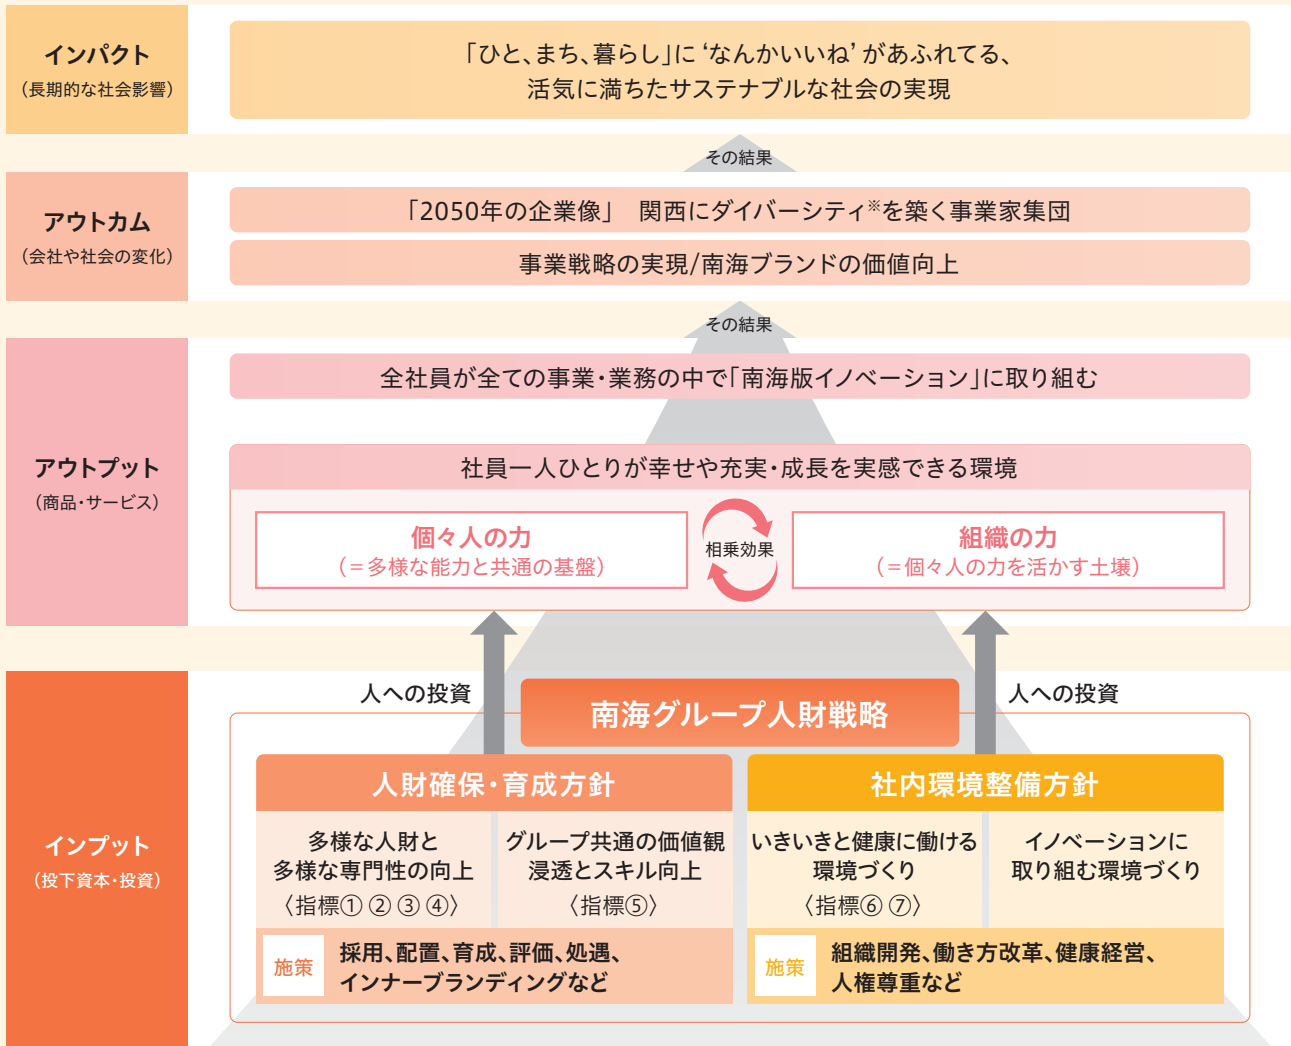 インパクト
（長期的な社会影響）
「ひと、まち、暮らし」に ‘なんかいいね’ があふれてる、
活気に満ちたサステナブルな社会の実現
その結果
アウトカム
（会社や社会の変化）
「2050年の企業像」 関西にダイバーシティ※を築く事業家集団
事業戦略の実現/南海ブランドの価値向上
その結果
アウトプット
（商品・サービス）
全社員が全ての事業・業務の中で「南海版イノベーション」に取り組む
社員一人ひとりが幸せや充実・成長を実感できる環境
個々人の力
（＝多様な能力と共通の基盤）
相乗効果
組織の力
（＝個々人の力を活かす土壌）
インプット
（投下資本・投資）
人への投資
人への投資
南海グループ人財戦略
人財確保・育成方針
多様な人財と
多様な専門性の向上
〈指標① ② ③ ④〉
グループ共通の価値観
浸透とスキル向上
〈指標⑤〉
施策
採用、配置、育成、評価、処遇、
インナーブランディングなど
社内環境整備方針
いきいきと健康に働ける
環境づくり
〈指標⑥ ⑦〉
イノベーションに
取り組む環境づくり
施策
組織開発、働き方改革、健康経営、
人権尊重など